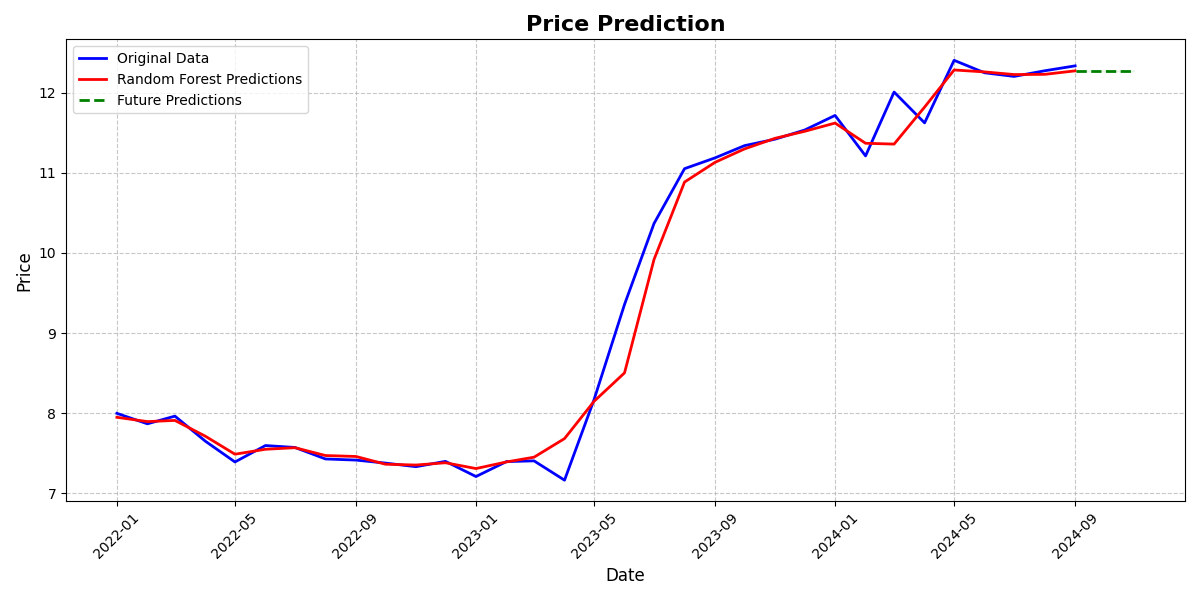 Price Prediction
Original Data
Random Forest Predictions
Future Predictions
Price
12
11
10
9
8
7
2022-01
2022-05
2022-09
2023-01
2023-05
2023-09
2024-01
2024-05
2024-09
Date